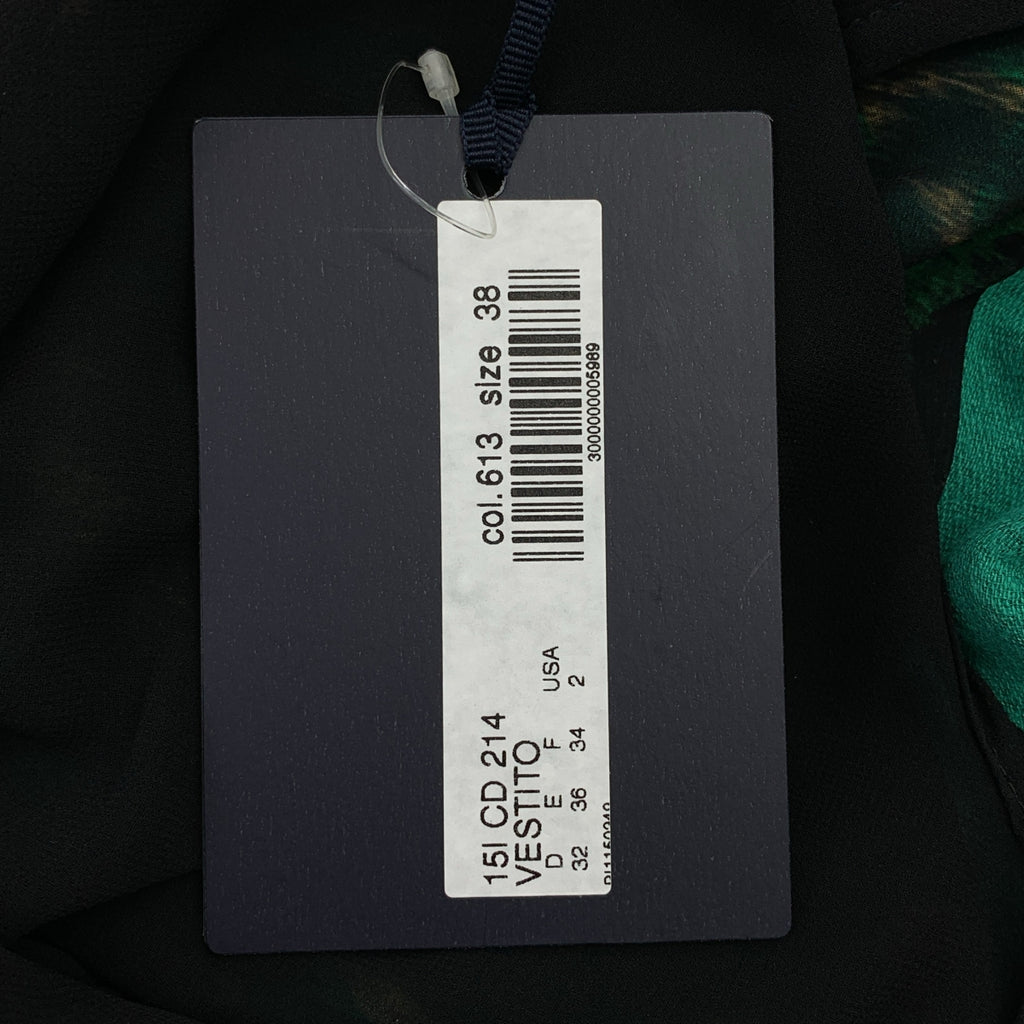 15I CD 214 col. 613 size 38
VESTITO
D E F USA
32 36 34 2
3000000005989